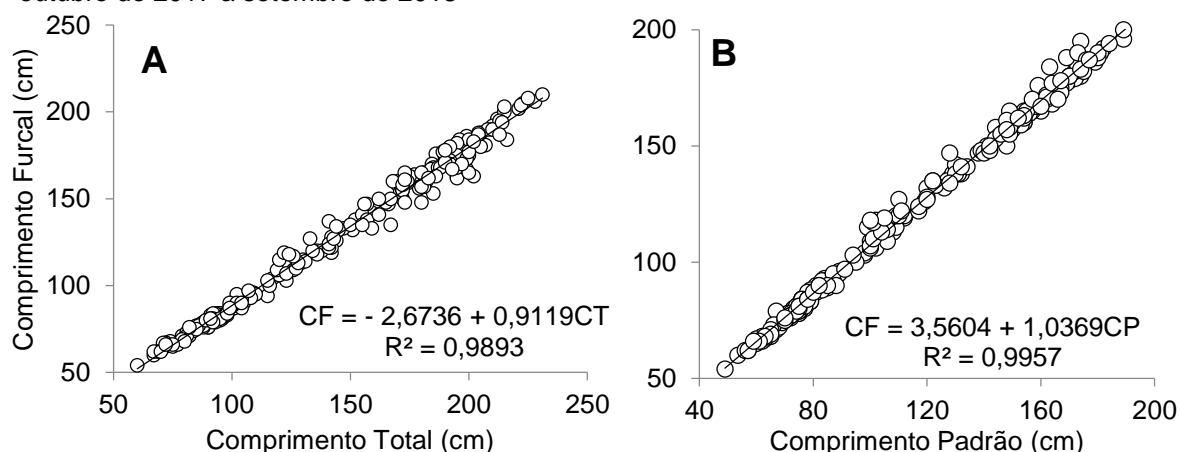 outubro de 2017 a setembro de 2018
A
Comprimento Furcal (cm)
250
200
150
100
50
CF = - 2,6736 + 0,9119CT
R² = 0,9893
50
100
150
200
250
Comprimento Total (cm)
B
200
150
100
50
CF = 3,5604 + 1,0369CP
R² = 0,9957
40
80
120
160
200
Comprimento Padrão (cm)